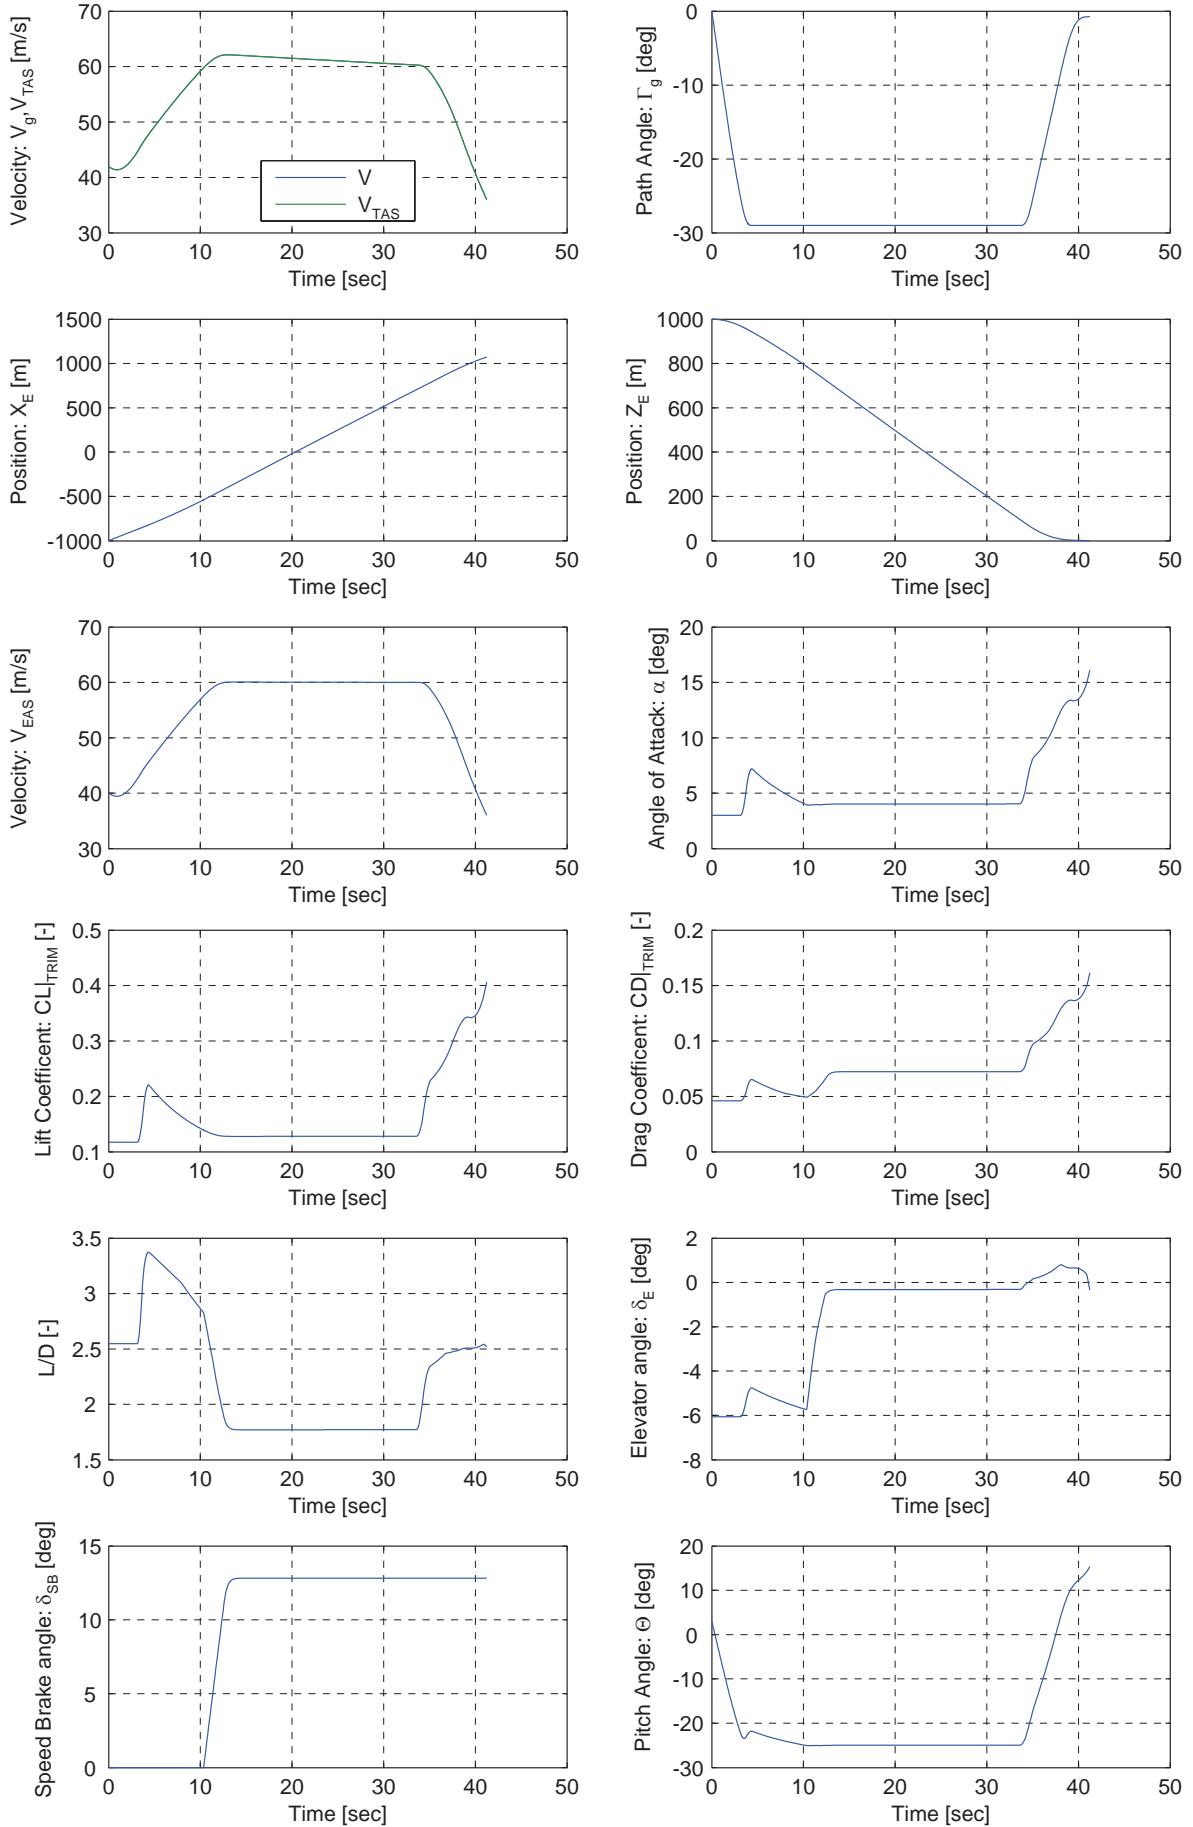 Velocity: V_g, V_TAS [m/s]
70
60
50
40
30
V
V_TAS
0 10 20 30 40 50
Time [sec]
Path Angle: Γ_g [deg]
0
-10
-20
-30
0 10 20 30 40 50
Time [sec]
Position: X_E [m]
1500
1000
500
0
-500
-1000
0 10 20 30 40 50
Time [sec]
Position: Z_E [m]
1000
800
600
400
200
0
0 10 20 30 40 50
Time [sec]
Velocity: V_EAS [m/s]
70
60
50
40
30
0 10 20 30 40 50
Time [sec]
Angle of Attack: α [deg]
20
15
10
5
0
0 10 20 30 40 50
Time [sec]
Lift Coefficent: CL|_TRIM [-]
0.5
0.4
0.3
0.2
0.1
0 10 20 30 40 50
Time [sec]
Drag Coefficent: CD|_TRIM [-]
0.2
0.15
0.1
0.05
0
0 10 20 30 40 50
Time [sec]
L/D [-]
3.5
3
2.5
2
1.5
0 10 20 30 40 50
Time [sec]
Elevator angle: δ_E [deg]
2
0
-2
-4
-6
-8
0 10 20 30 40 50
Time [sec]
Speed Brake angle: δ_SB [deg]
15
10
5
0
0 10 20 30 40 50
Time [sec]
Pitch Angle: Θ [deg]
20
10
0
-10
-20
-30
0 10 20 30 40 50
Time [sec]